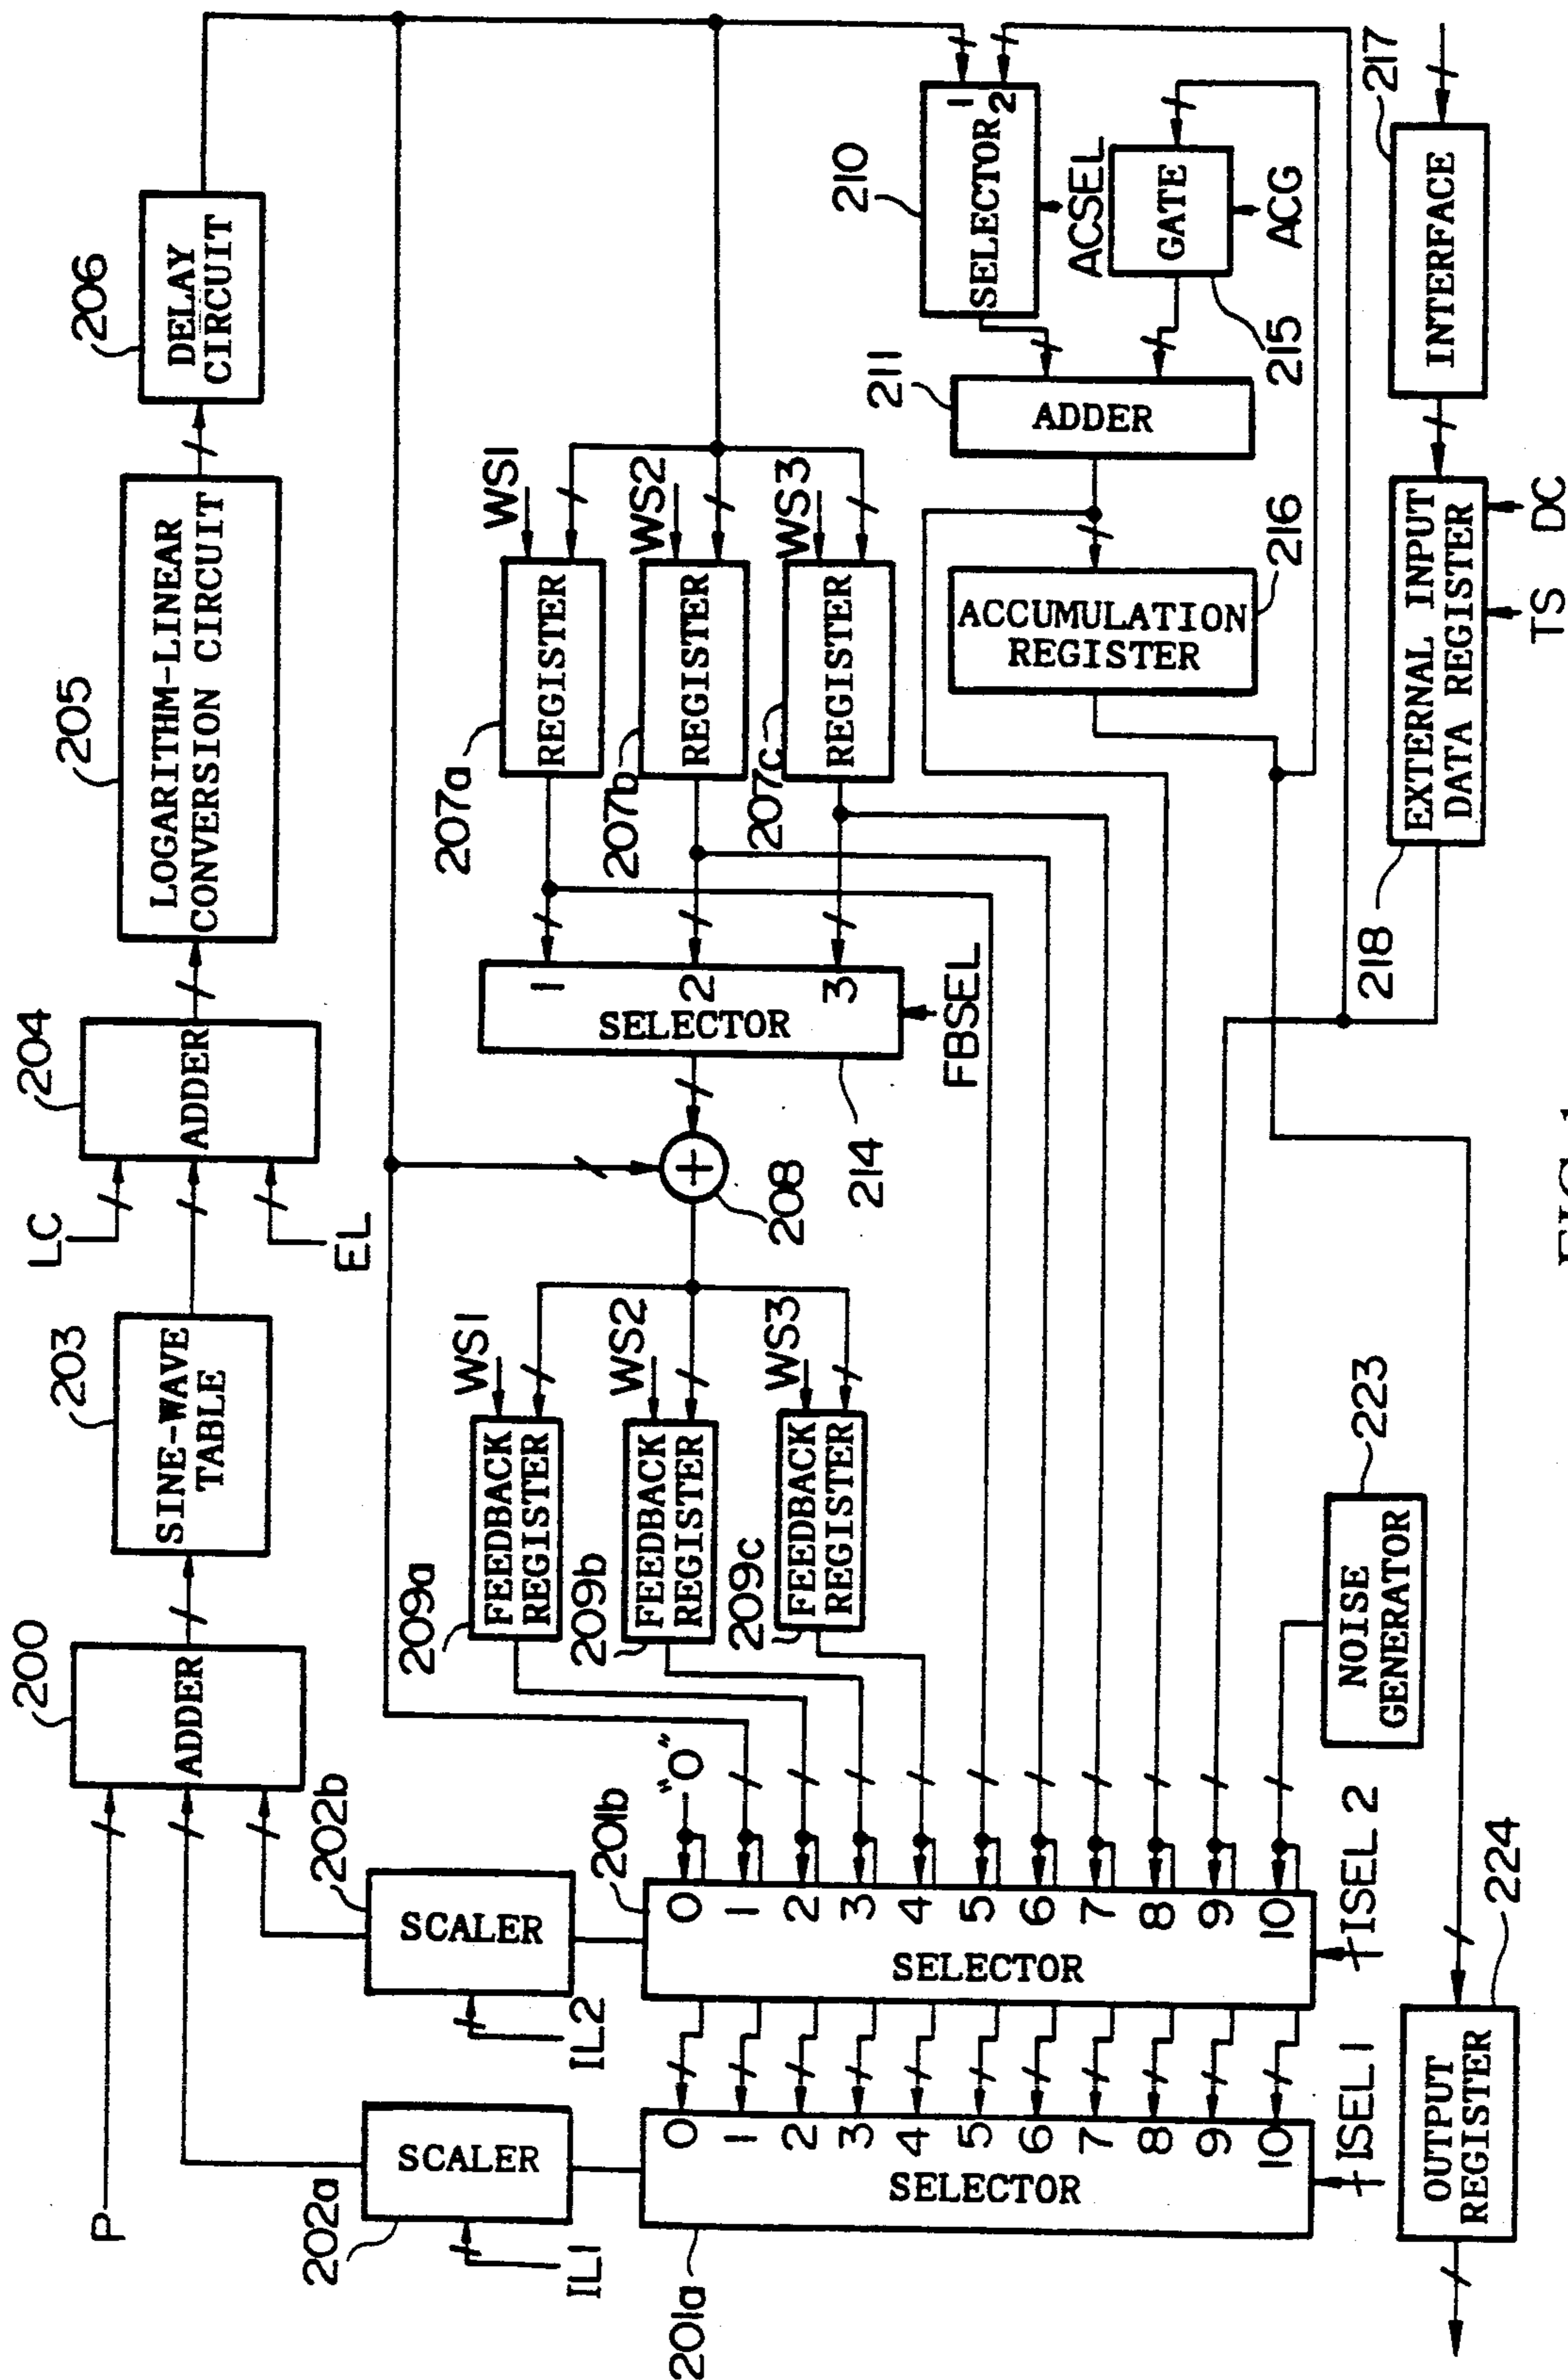 P
200
ADDER
203
SINE-WAVE
TABLE
LC
EL
204
ADDER
205
LOGARITHM-LINEAR
CONVERSION CIRCUIT
206
DELAY
CIRCUIT
202a
SCALER
IL1
202b
SCALER
IL2
201a
SELECTOR
0
1
2
3
4
5
6
7
8
9
10
ISEL1
201b
SELECTOR
0
1
2
3
4
5
6
7
8
9
10
ISEL 2
"0"
209a
FEEDBACK
REGISTER
WS1
209b
FEEDBACK
REGISTER
WS2
209c
FEEDBACK
REGISTER
WS3
208
+
214
SELECTOR
1
2
3
FBSEL
207a
REGISTER
WS1
207b
REGISTER
WS2
207c
REGISTER
WS3
210
SELECTOR
1
2
ACSEL
211
ADDER
GATE
215
ACG
ACCUMULATION
REGISTER
216
217
INTERFACE
218
EXTERNAL INPUT
DATA REGISTER
TS
DC
NOISE
GENERATOR
223
OUTPUT
REGISTER
224